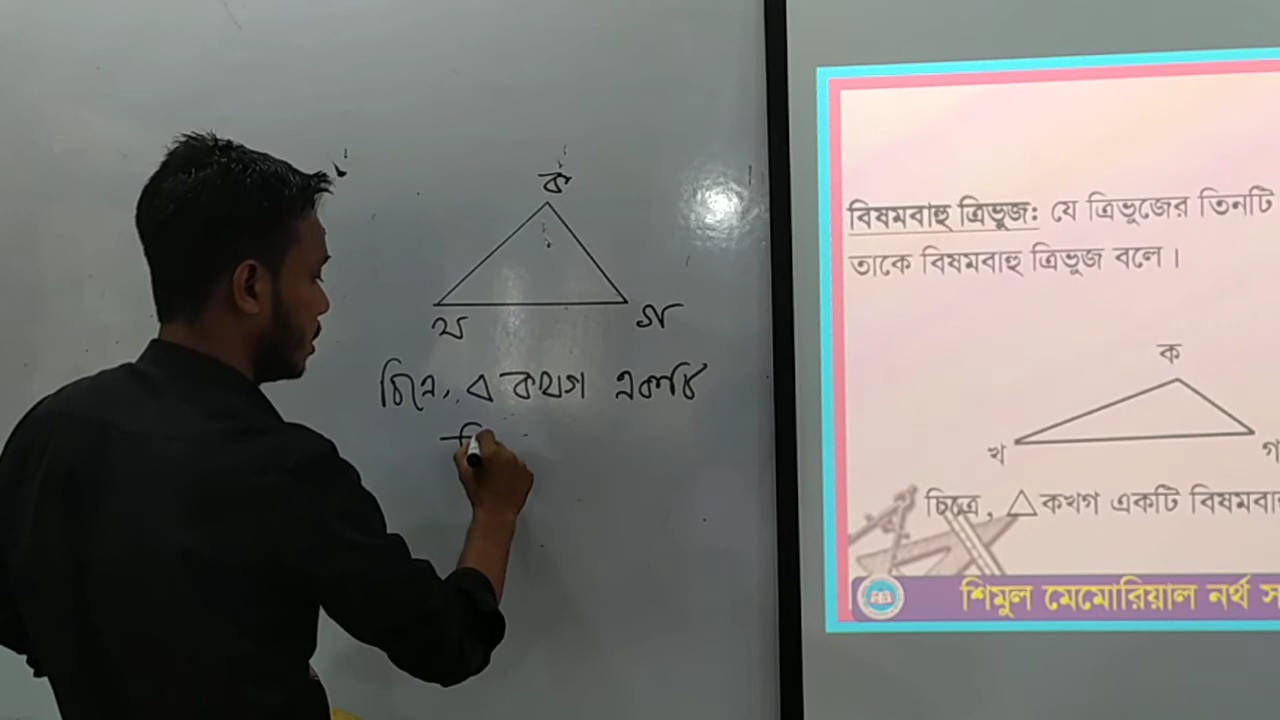 ক
খ
গ
চিত্রে, Δ কখগ একটি
বিষমবাহু ত্রিভুজ: যে ত্রিভুজের তিনটি
তাকে বিষমবাহু ত্রিভুজ বলে।
ক
খ
গ
চিত্রে, △কখগ একটি বিষমবা
শিমুল মেমোরিয়াল নর্থ স